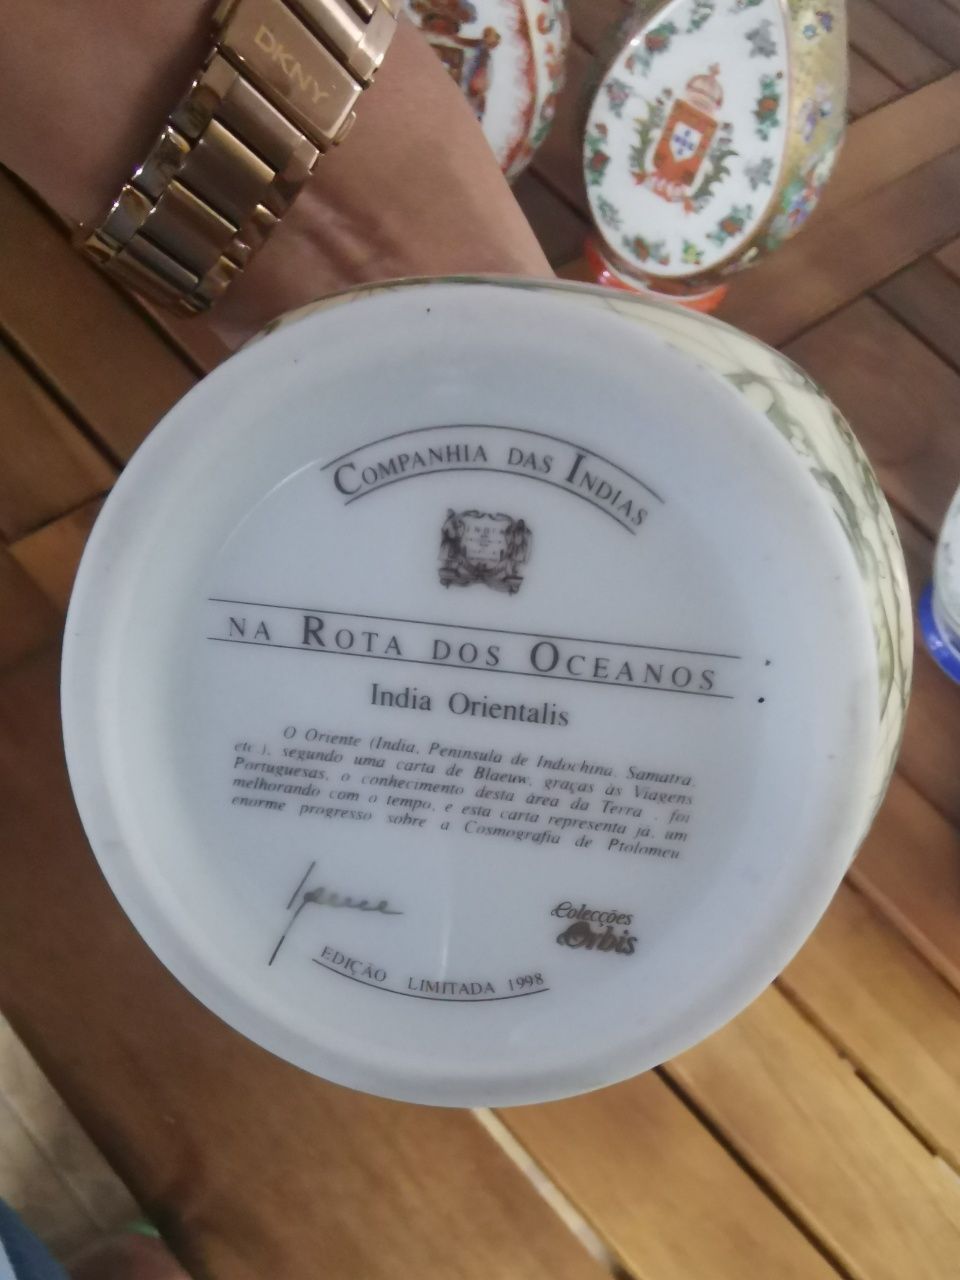 DKNY
COMPANHIA DAS INDIAS
NA ROTA DOS OCEANOS
India Orientalis
O Oriente (India, Peninsula de Indochina, Samatra,
etc.), segundo uma carta de Blaeuw, graças às Viagens
Portuguesas, o conhecimento desta área da Terra , foi
melhorando com o tempo, e esta carta representa já, um
enorme progresso sobre a Cosmografia de Ptolomeu.
Colecções
Orbis
EDIÇÃO LIMITADA 1998